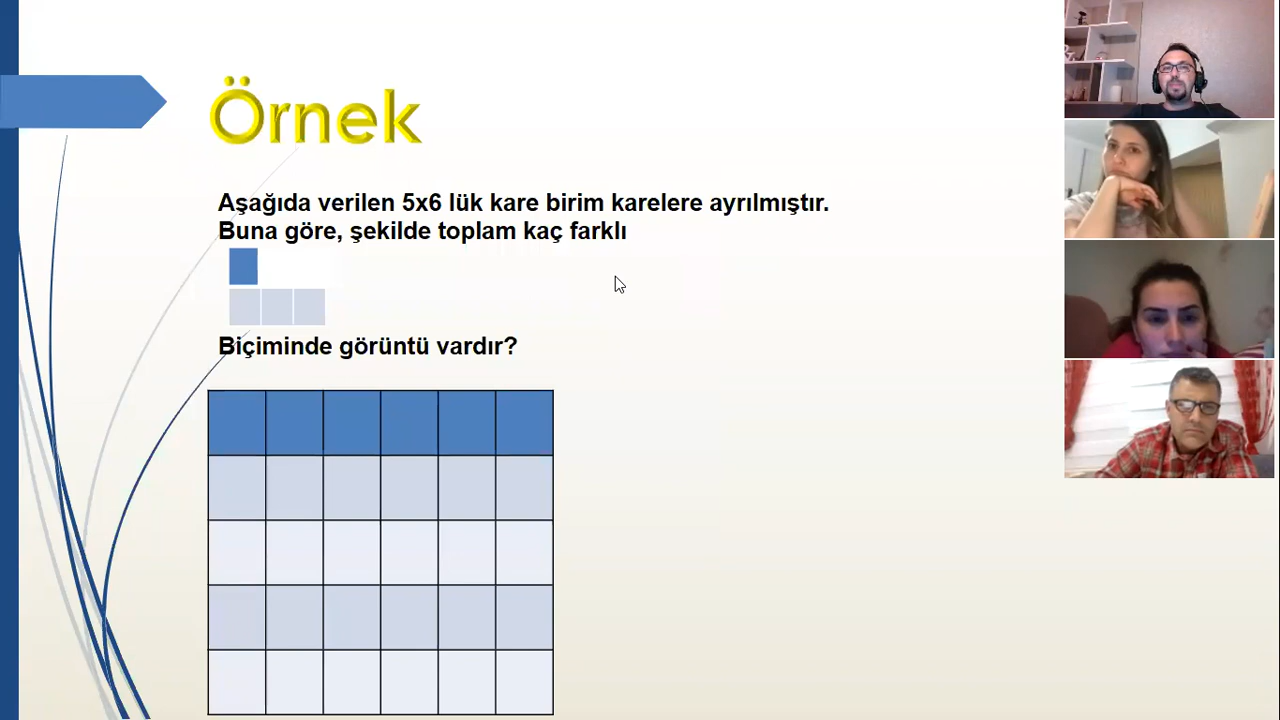 Örnek
Aşağıda verilen 5x6 lük kare birim karelere ayrılmıştır.
Buna göre, şekilde toplam kaç farklı
Biçiminde görüntü vardır?